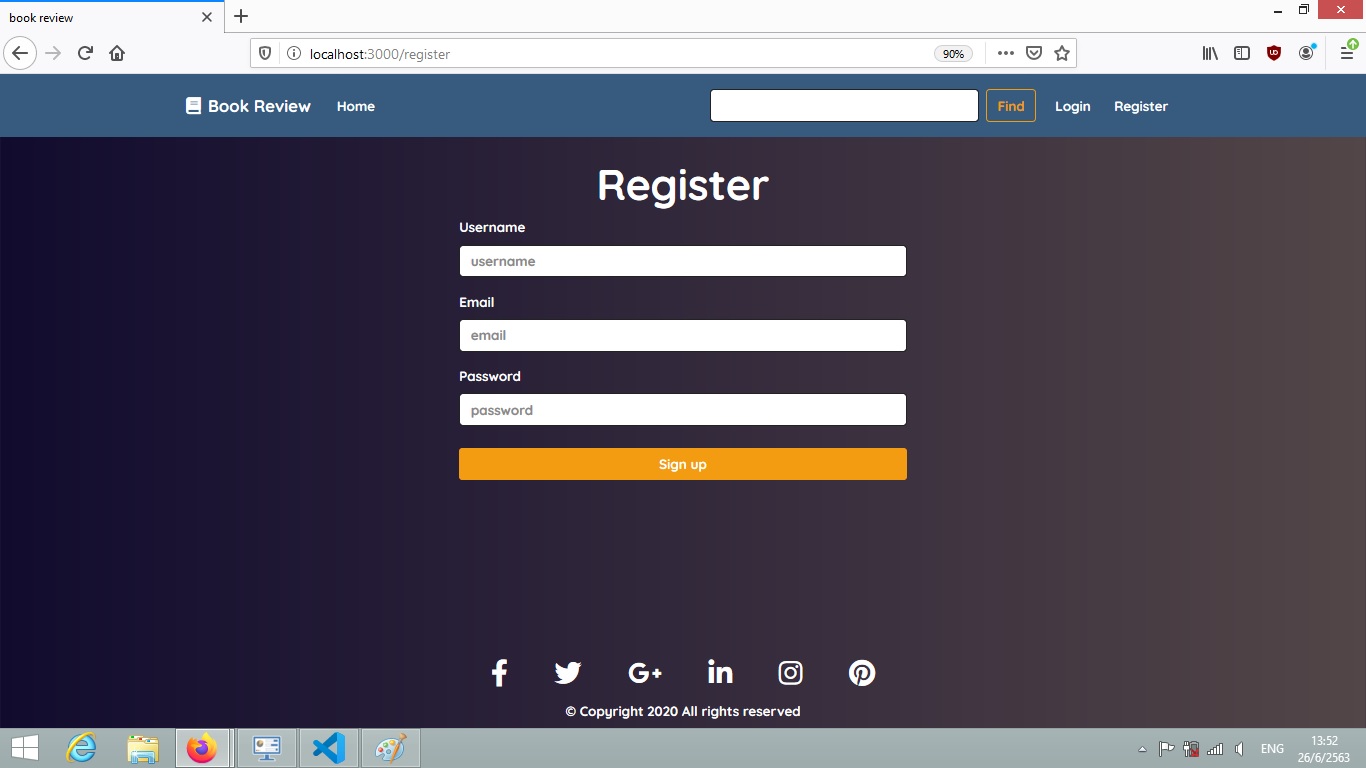 book review
localhost:3000/register
90%
Book Review
Home
Find
Login
Register
Register
Username
username
Email
email
Password
password
Sign up
© Copyright 2020 All rights reserved
ENG
13:52
26/6/2563